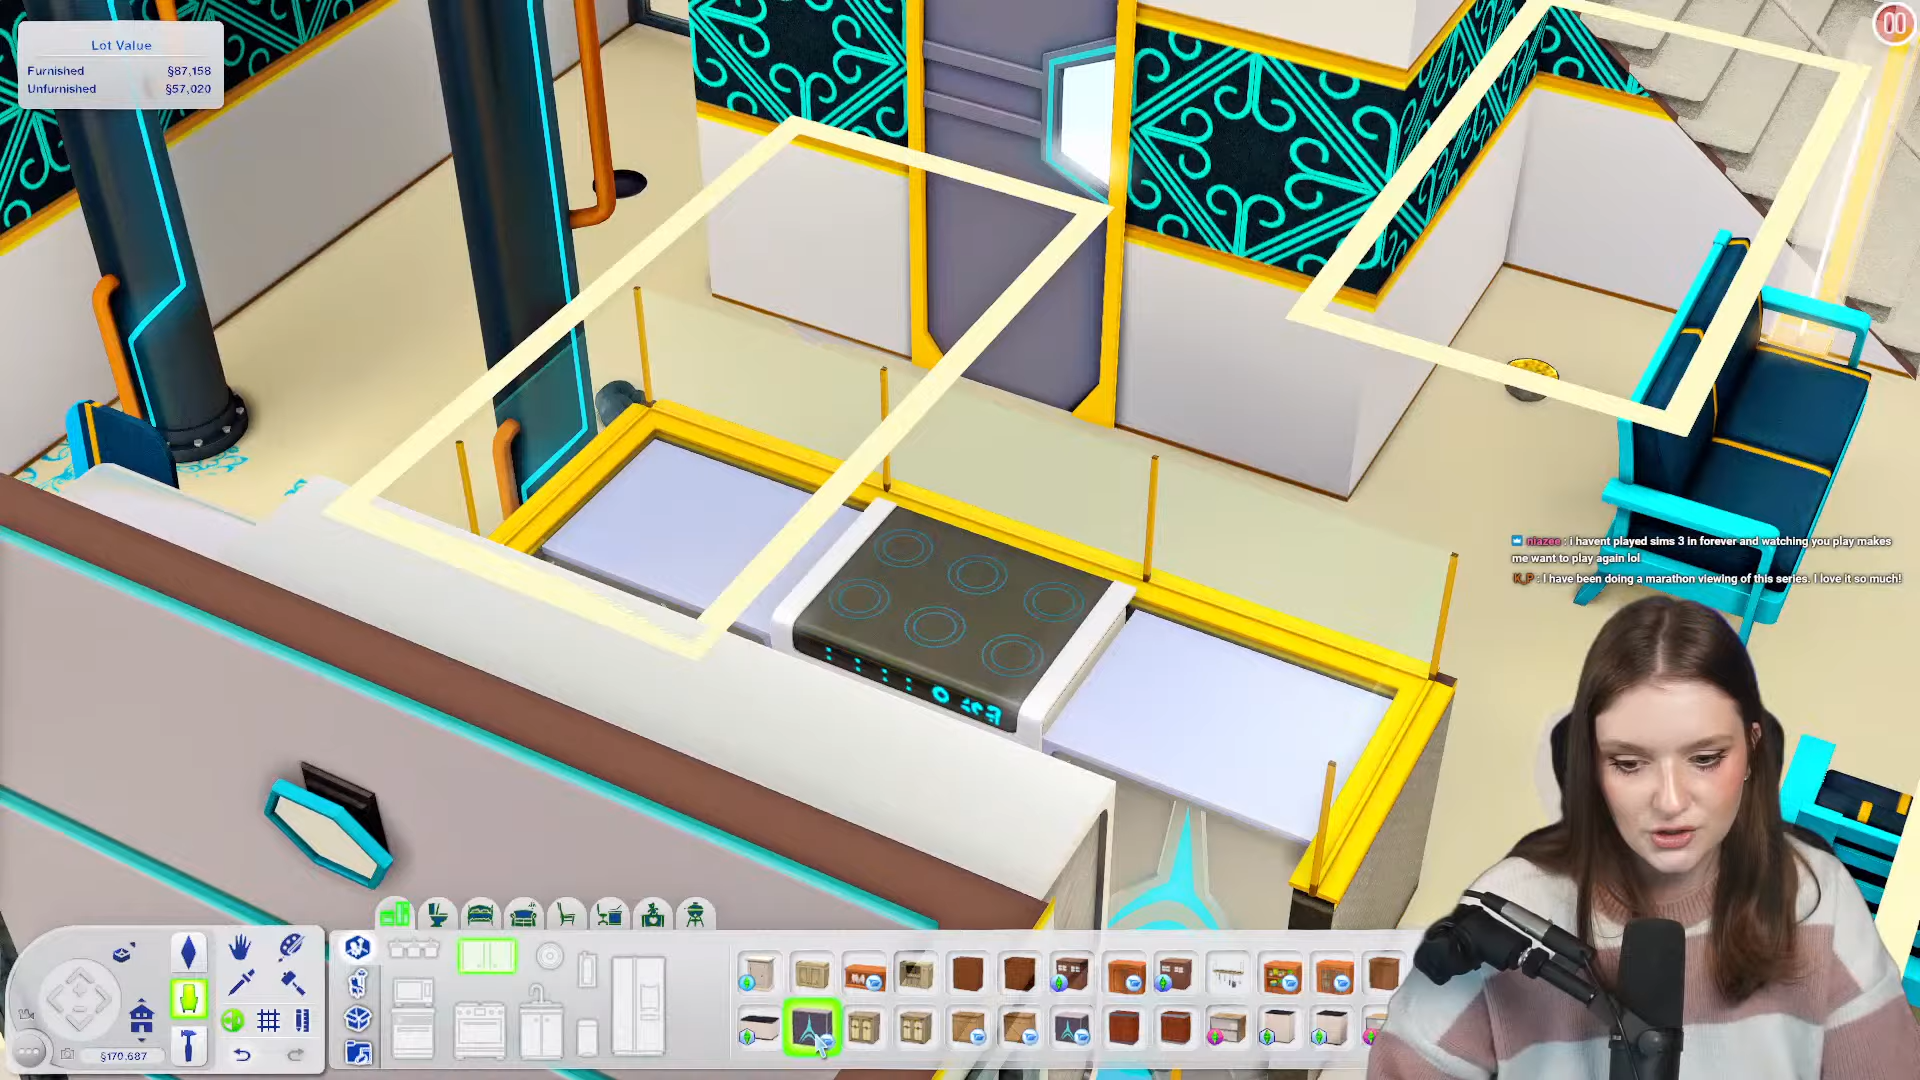 Lot Value
Furnished §87,158
Unfurnished §57,020
niazee : i havent played sims 3 in forever and watching you play makes
me want to play again lol
K_P : I have been doing a marathon viewing of this series. I love it so much!
§170,687